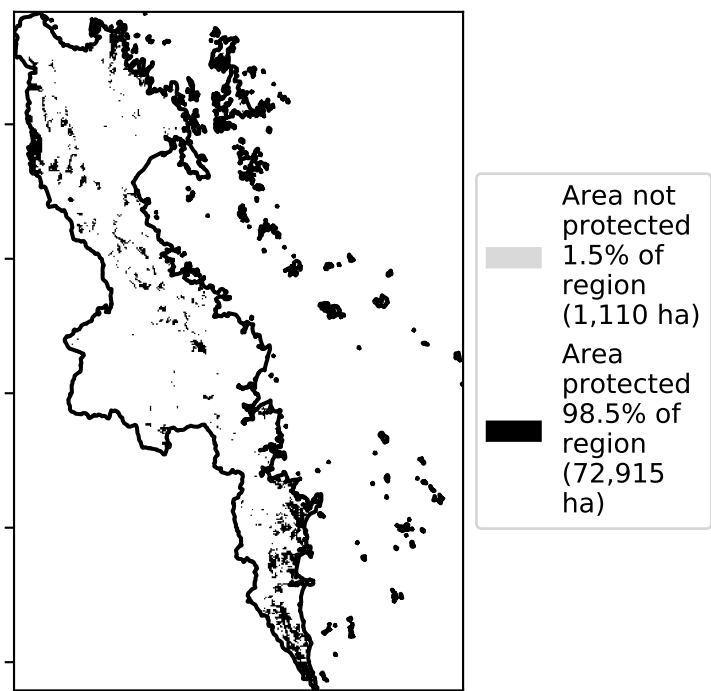 Area not
protected
1.5% of
region
(1,110 ha)
Area
protected
98.5% of
region
(72,915
ha)